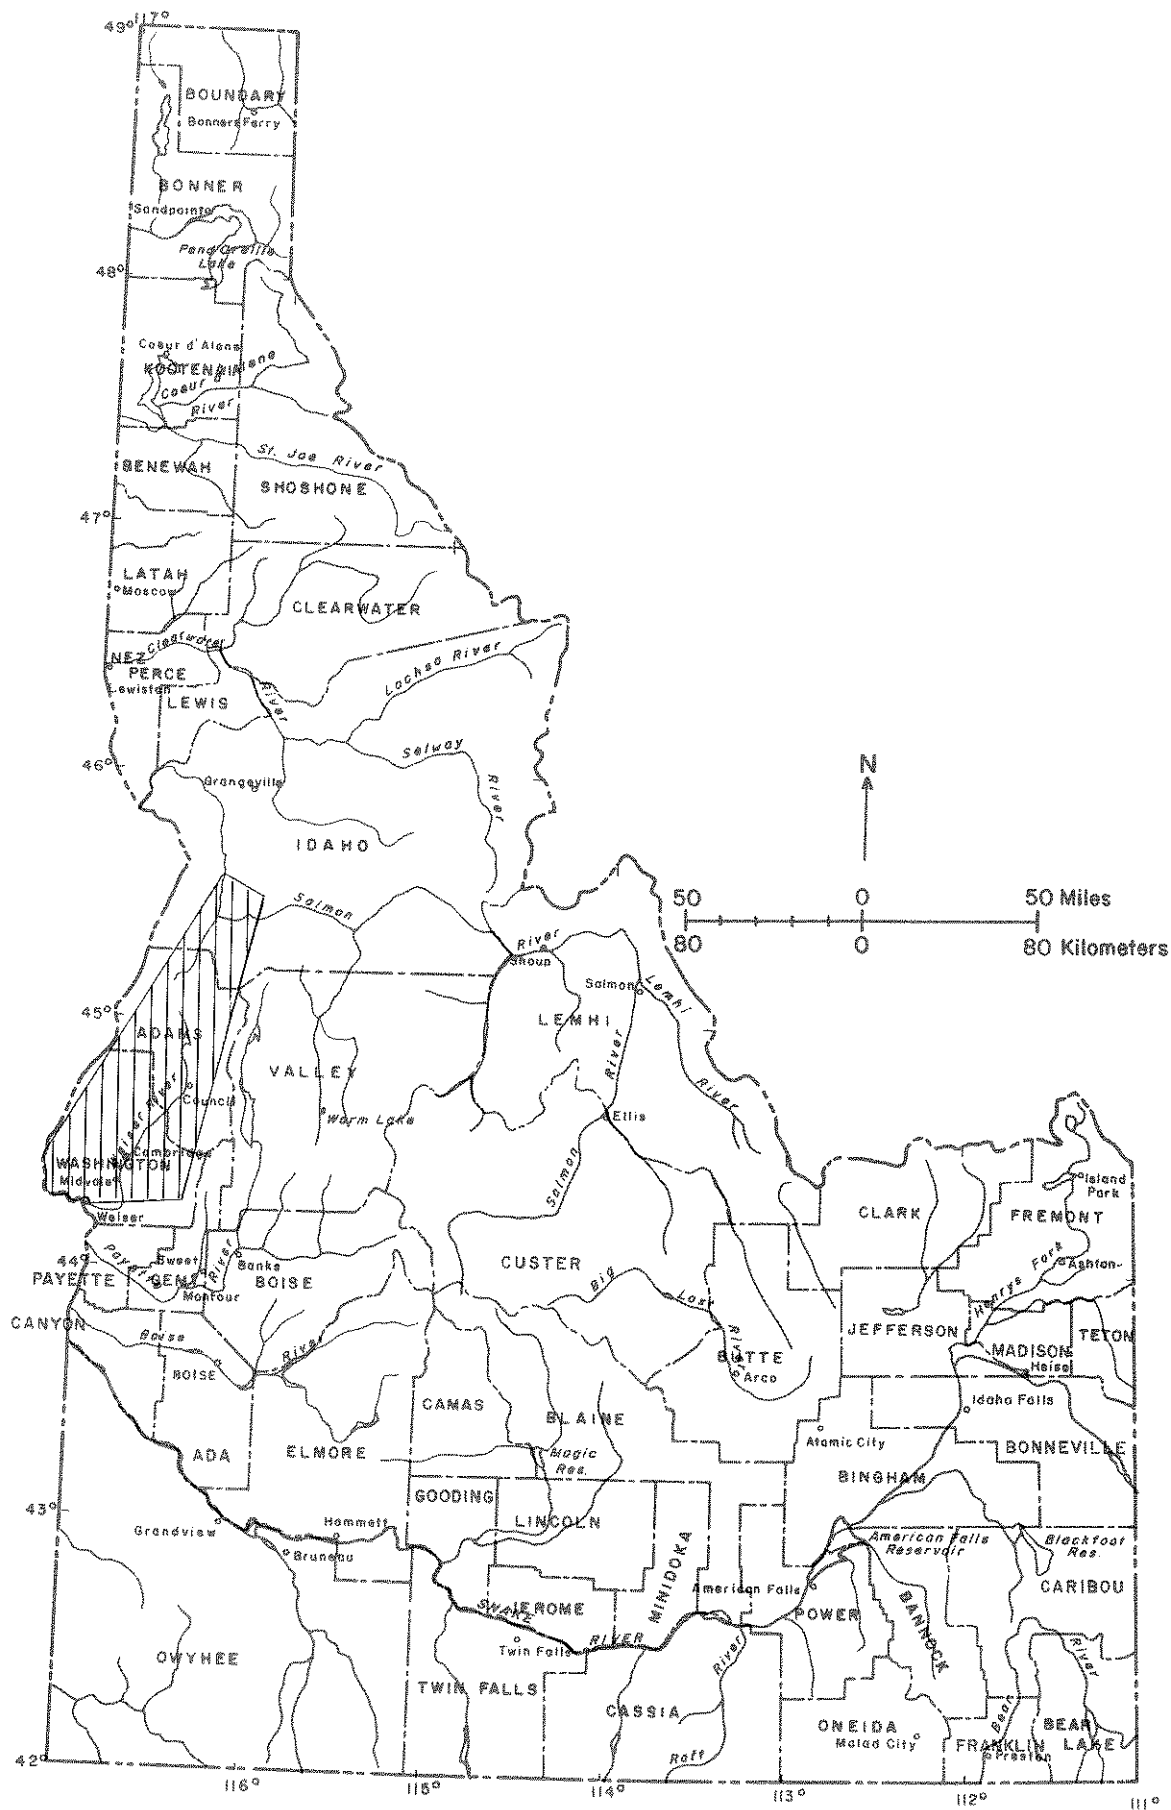 49° 117°
BOUNDARY
Bonners Ferry
BONNER
Sandpoint
Pend Oreille
Lake
48°
Coeur d'Alene
KOOTENAI
Coeur d'Alene
River
St. Joe River
BENEWAH
SHOSHONE
47°
LATAH
Moscow
CLEARWATER
Clearwater
River
NEZ
PERCE
Lewiston
LEWIS
Lochsa River
46°
Selway
River
Grangeville
IDAHO
N
50 0 50 Miles
80 0 80 Kilometers
Salmon
River
Shoup
Salmon
Lemhi
River
LEMHI
River
45°
ADAMS
VALLEY
Council
Weiser River
Warm Lake
Ellis
Cambridge
WASHINGTON
Midvale
Weiser
Salmon
Island
Park
CLARK
FREMONT
44°
Payette
River
PAYETTE
Sweet
GEM
Montour
Banks
BOISE
CUSTER
Big
Lost
River
Henrys Fork
Ashton
CANYON
Boise
River
BOISE
BUTTE
Arco
JEFFERSON
MADISON
TETON
Heise
Idaho Falls
CAMAS
BLAINE
Atomic City
ADA
ELMORE
Magic
Res.
BONNEVILLE
BINGHAM
43°
GOODING
LINCOLN
Grandview
Hammett
Bruneau
American Falls
Reservoir
Blackfoot
Res.
MINIDOKA
American Falls
CARIBOU
SNAKE
RIVER
JEROME
POWER
BANNOCK
Twin Falls
River
OWYHEE
TWIN FALLS
CASSIA
Raft
River
ONEIDA
Malad City
Bear
FRANKLIN
Preston
BEAR
LAKE
42°
116° 115° 114° 113° 112° 111°